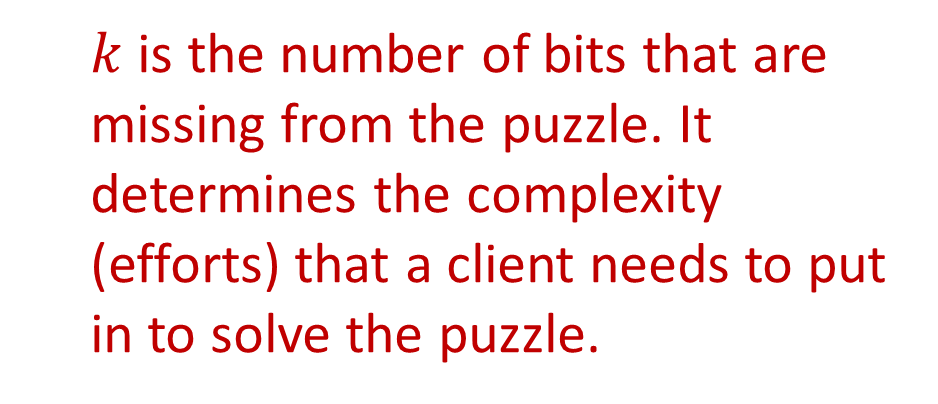 k is the number of bits that are
missing from the puzzle. It
determines the complexity
(efforts) that a client needs to put
in to solve the puzzle.